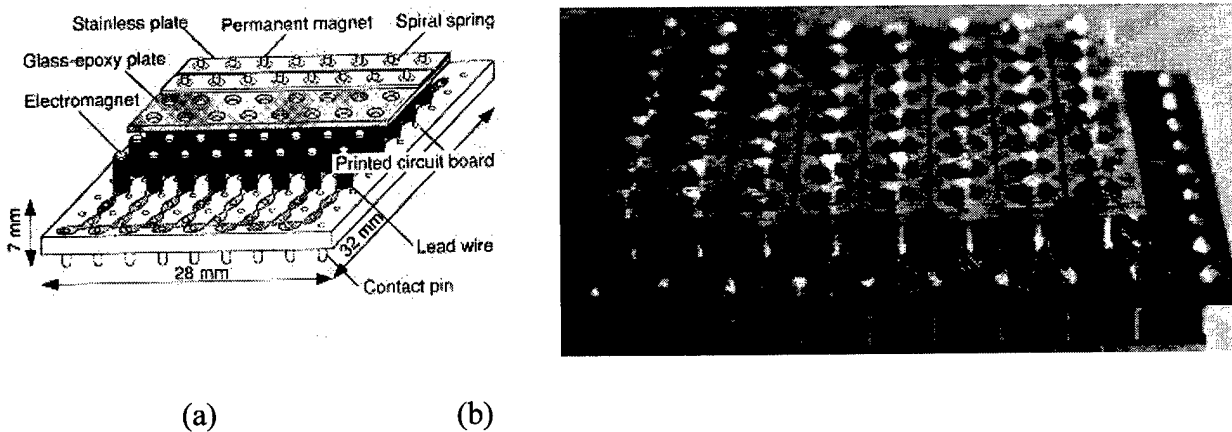 Stainless plate
Permanent magnet
Spiral spring
Glass-epoxy plate
Electromagnet
Printed circuit board
7 mm
32 mm
Lead wire
28 mm
Contact pin
(a)
(b)